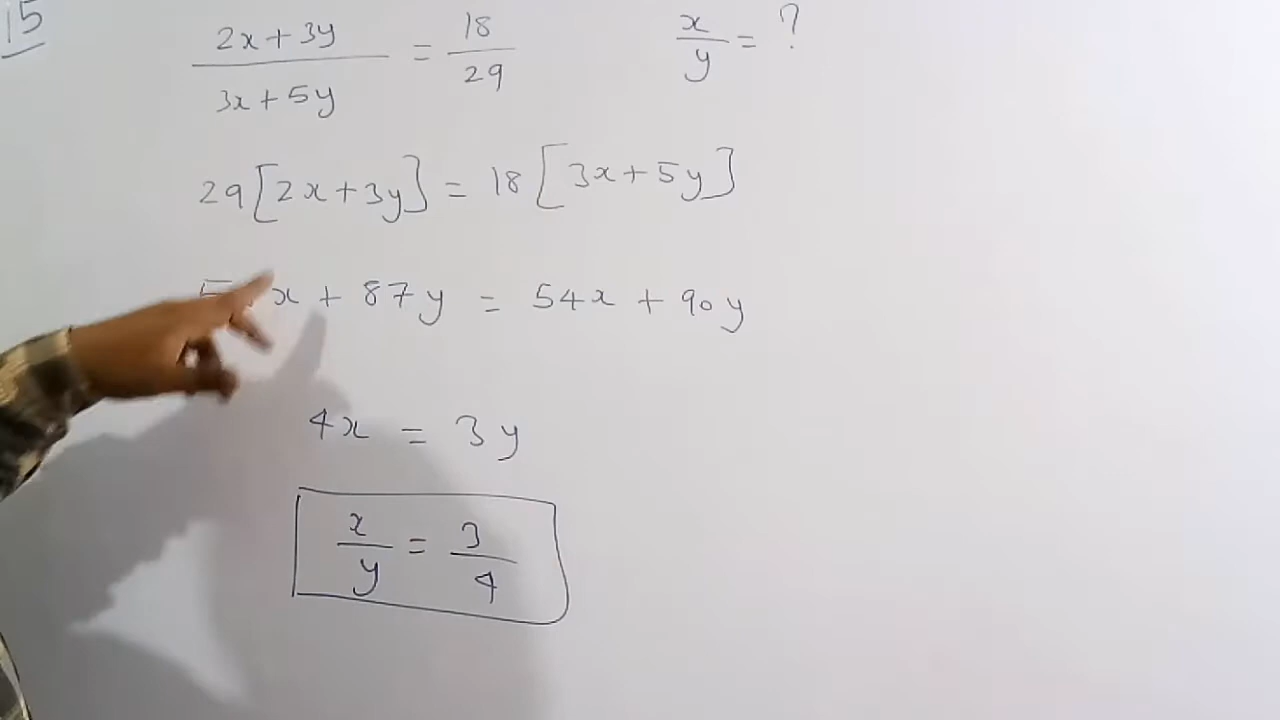 15
(2x + 3y)/(3x + 5y) = 18/29 x/y = ?
29[2x + 3y] = 18[3x + 5y]
x + 87y = 54x + 90y
4x = 3y
x/y = 3/4